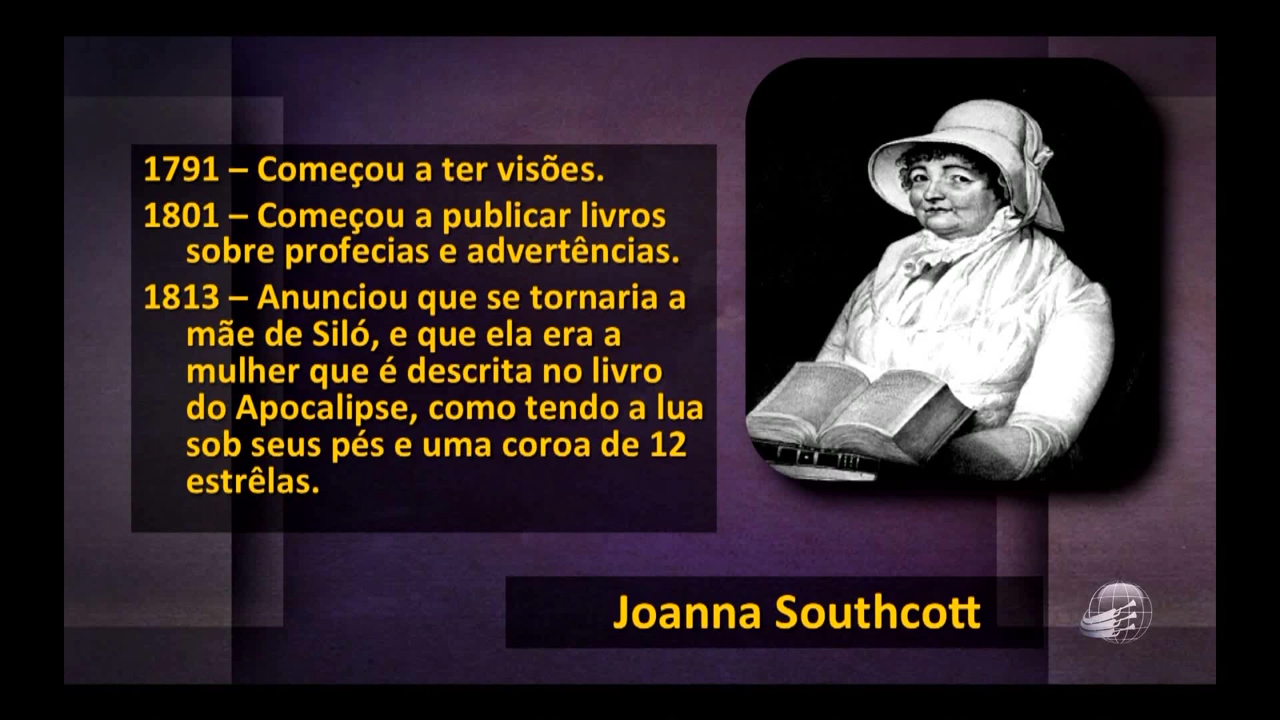 1791 – Começou a ter visões.
1801 – Começou a publicar livros
sobre profecias e advertências.
1813 – Anunciou que se tornaria a
mãe de Siló, e que ela era a
mulher que é descrita no livro
do Apocalipse, como tendo a lua
sob seus pés e uma coroa de 12
estrêlas.
Joanna Southcott